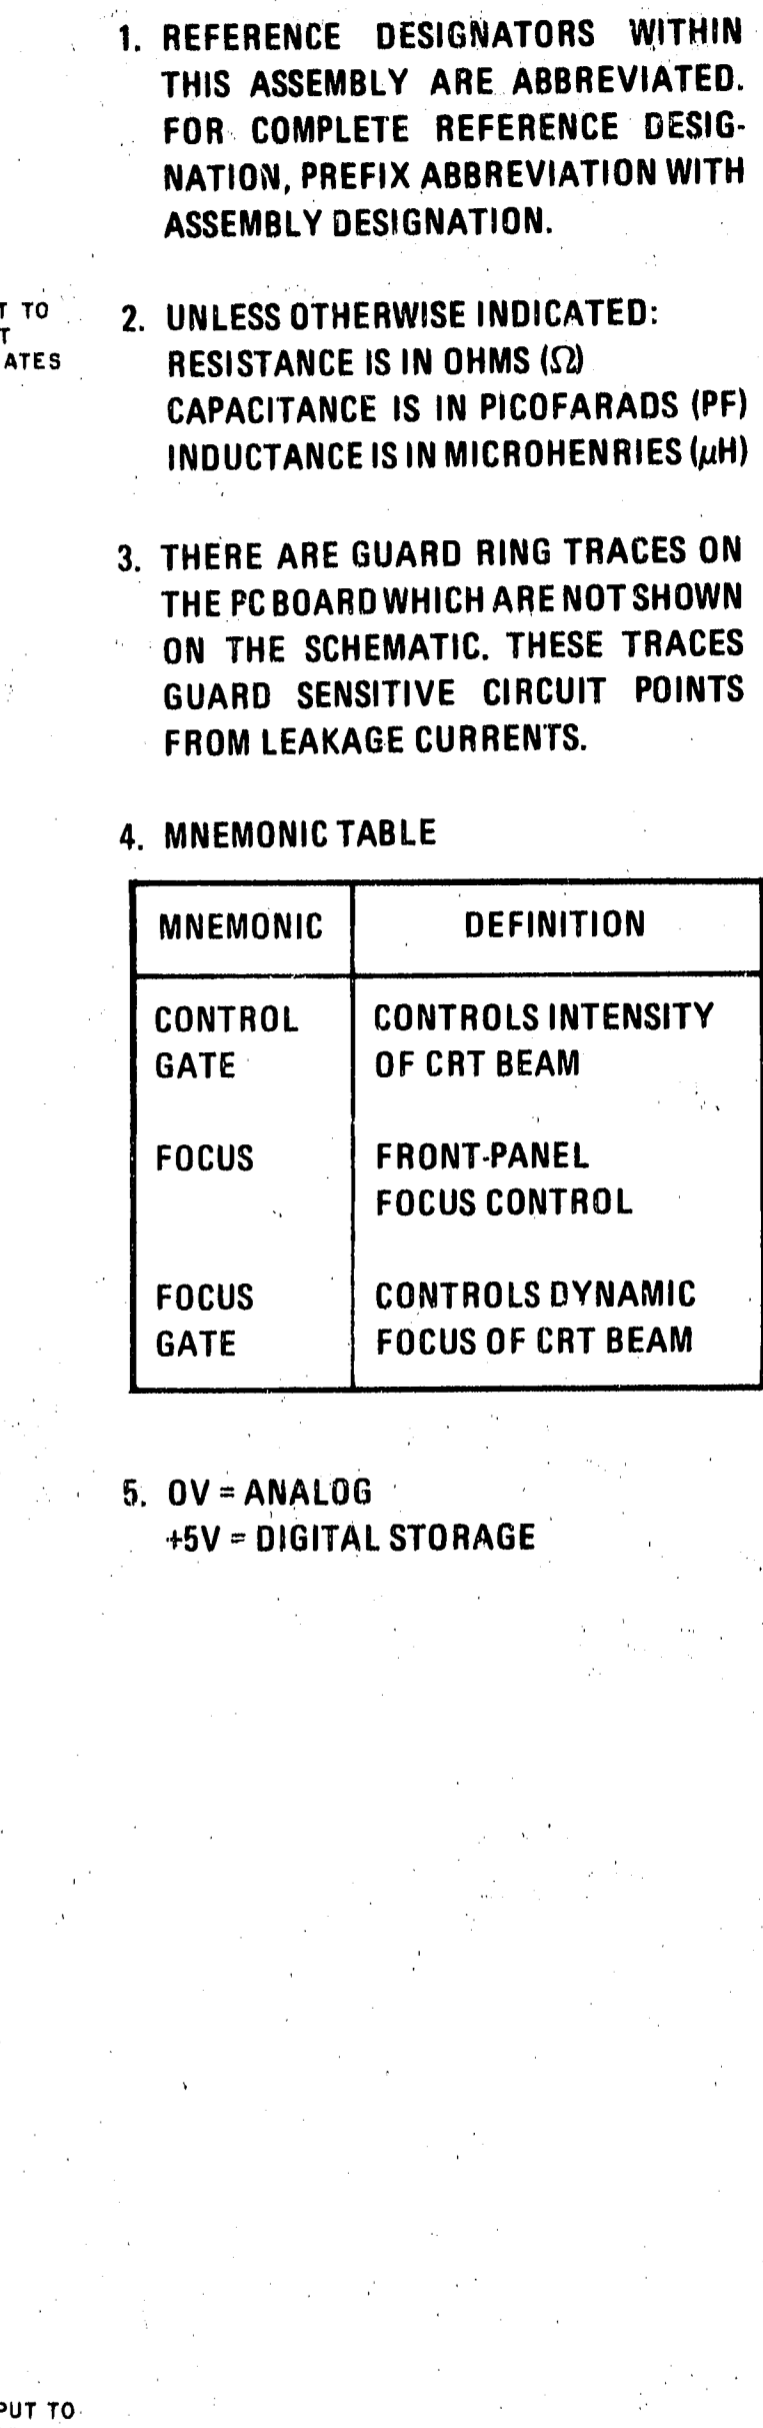 1. REFERENCE DESIGNATORS WITHIN
THIS ASSEMBLY ARE ABBREVIATED.
FOR COMPLETE REFERENCE DESIG-
NATION, PREFIX ABBREVIATION WITH
ASSEMBLY DESIGNATION.
T TO
T
ATES
2. UNLESS OTHERWISE INDICATED:
RESISTANCE IS IN OHMS (Ω)
CAPACITANCE IS IN PICOFARADS (PF)
INDUCTANCE IS IN MICROHENRIES (μH)
3. THERE ARE GUARD RING TRACES ON
THE PC BOARD WHICH ARE NOT SHOWN
ON THE SCHEMATIC. THESE TRACES
GUARD SENSITIVE CIRCUIT POINTS
FROM LEAKAGE CURRENTS.
4. MNEMONIC TABLE
MNEMONIC DEFINITION
CONTROL CONTROLS INTENSITY
GATE OF CRT BEAM
FOCUS FRONT-PANEL
FOCUS CONTROL
FOCUS CONTROLS DYNAMIC
GATE FOCUS OF CRT BEAM
5. 0V = ANALOG
+5V = DIGITAL STORAGE
PUT TO